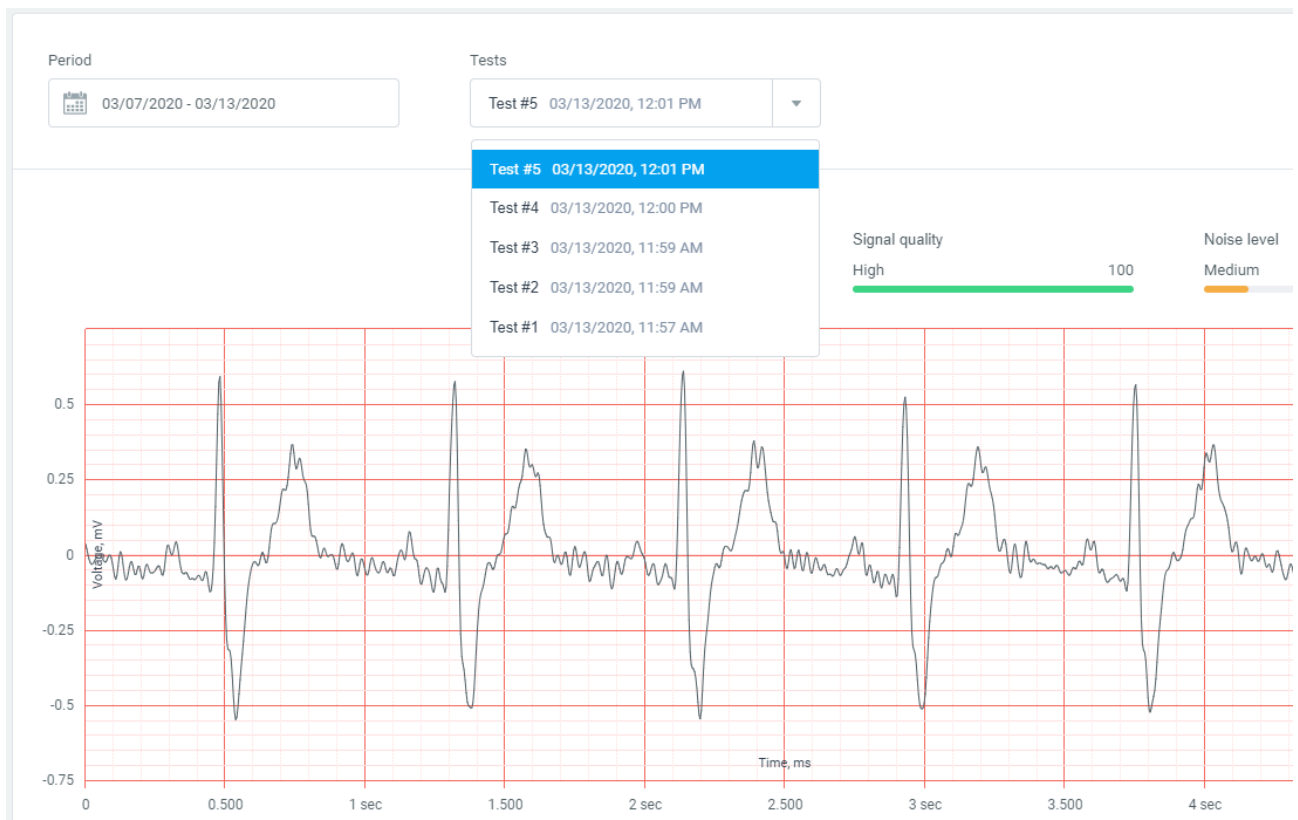 Period
Tests
03/07/2020 - 03/13/2020
Test #5 03/13/2020, 12:01 PM
Test #5 03/13/2020, 12:01 PM
Test #4 03/13/2020, 12:00 PM
Test #3 03/13/2020, 11:59 AM
Test #2 03/13/2020, 11:59 AM
Test #1 03/13/2020, 11:57 AM
Signal quality
High 100
Noise level
Medium
0.5
0.25
0
-0.25
-0.5
-0.75
Voltage, mV
Time, ms
0 0.500 1 sec 1.500 2 sec 2.500 3 sec 3.500 4 sec